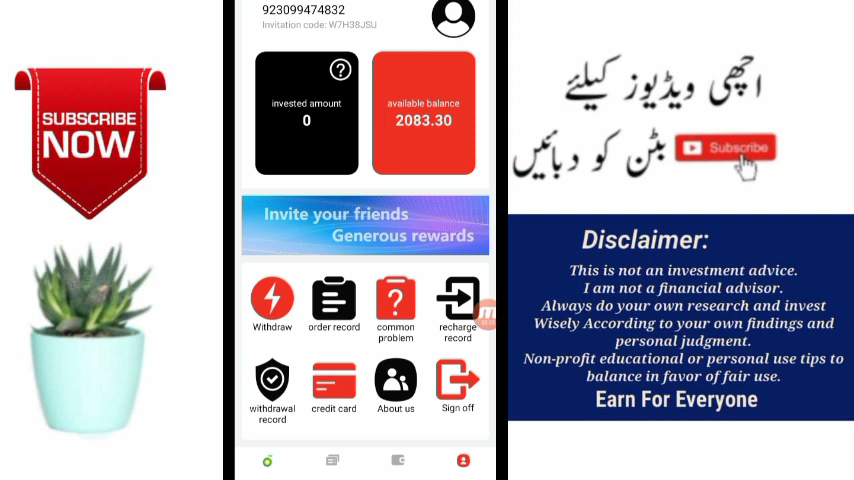 SUBSCRIBE
NOW
923099474832
Invitation code: W7H38JSU
invested amount
0
available balance
2083.30
Invite your friends
Generous rewards
Withdraw
order record
common
problem
recharge
record
withdrawal
record
credit card
About us
Sign off
اچھی ویڈیوز کیلئے
بٹن کو دبائیں
Subscribe
Disclaimer:
This is not an investment advice.
I am not a financial advisor.
Always do your own research and invest
Wisely According to your own findings and
personal judgment.
Non-profit educational or personal use tips to
balance in favor of fair use.
Earn For Everyone